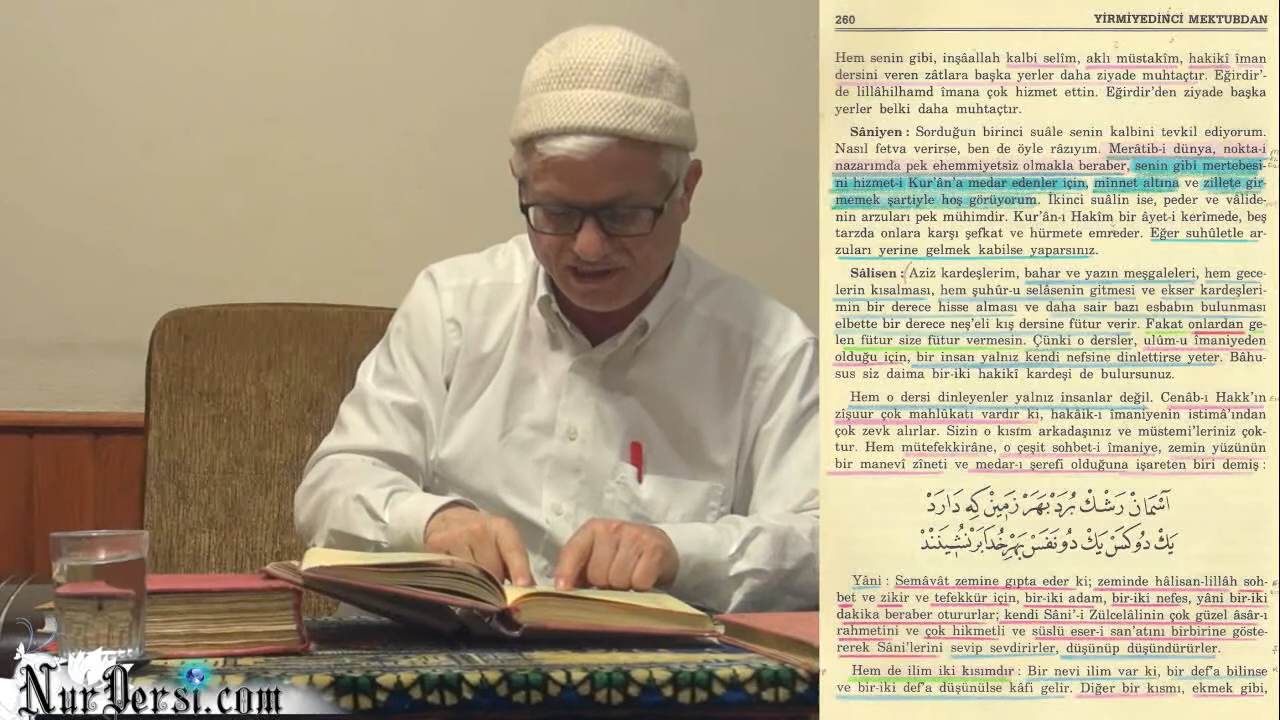 260 YİRMİYEDİNCİ MEKTUBDAN
Hem senin gibi, inşâallah kalbi selîm, aklı müstakîm, hakikî îman
dersini veren zâtlara başka yerler daha ziyade muhtaçtır. Eğirdir'-
de lillâhilhamd îmana çok hizmet ettin. Eğirdir'den ziyade başka
yerler belki daha muhtaçtır.
Sâniyen : Sorduğun birinci suâle senin kalbini tevkil ediyorum.
Nasıl fetva verirse, ben de öyle râzıyım. Merâtib-i dünya, nokta-i
nazarımda pek ehemmiyetsiz olmakla beraber, senin gibi mertebesi-
ni hizmet-i Kur'ân'a medar edenler için, minnet altına ve zillete gir-
memek şartiyle hoş görüyorum. İkinci suâlin ise, peder ve vâlide-
nin arzuları pek mühimdir. Kur'ân-ı Hakîm bir âyet-i kerîmede, beş
tarzda onlara karşı şefkat ve hürmete emreder. Eğer suhûletle ar-
zuları yerine gelmek kabilse yaparsınız.
Sâlisen : Aziz kardeşlerim, bahar ve yazın meşgaleleri, hem gece-
lerin kısalması, hem şuhûr-u selâsenin gitmesi ve ekser kardeşleri-
min bir derece hisse alması ve daha sair bazı esbabın bulunması
elbette bir derece neş'eli kış dersine fütur verir. Fakat onlardan ge-
len fütur size fütur vermesin. Çünki o dersler, ulûm-u îmaniyeden
olduğu için, bir insan yalnız kendi nefsine dinlettirse yeter. Bâhu-
sus siz daima bir-iki hakikî kardeşi de bulursunuz.
Hem o dersi dinleyenler yalnız insanlar değil. Cenâb-ı Hakk'ın
zîşuur çok mahlûkatı vardır ki, hakâik-ı îmaniyenin istimâ'ından
çok zevk alırlar. Sizin o kısım arkadaşınız ve müstemi'leriniz çok-
tur. Hem mütefekkirâne, o çeşit sohbet-i îmaniye, zemin yüzünün
bir manevî zîneti ve medar-ı şerefi olduğuna işareten biri demiş :
آسْمَانْ رَشْكْ بُرَدْ بَهَرْ زَمِينْ كِه دَارَدْ
يَكْ دُوكَسْ يَكْ دُونَفَسْ بَهَرِ خُدَا بَرْنِشِينَنْدْ
Yâni : Semâvât zemine gıpta eder ki; zeminde hâlisan-lillâh soh-
bet ve zikir ve tefekkür için, bir-iki adam, bir-iki nefes, yâni bir-iki
dakika beraber otururlar; kendi Sâni'-i Zülcelâlinin çok güzel âsâr-ı
rahmetini ve çok hikmetli ve süslü eser-i san'atını birbirine göste-
rerek Sâni'lerini sevip sevdirirler, düşünüp düşündürürler.
Hem de ilim iki kısımdır : Bir nevi ilim var ki, bir def'a bilinse
ve bir-iki def'a düşünülse kâfi gelir. Diğer bir kısmı, ekmek gibi,
NurDersi.com